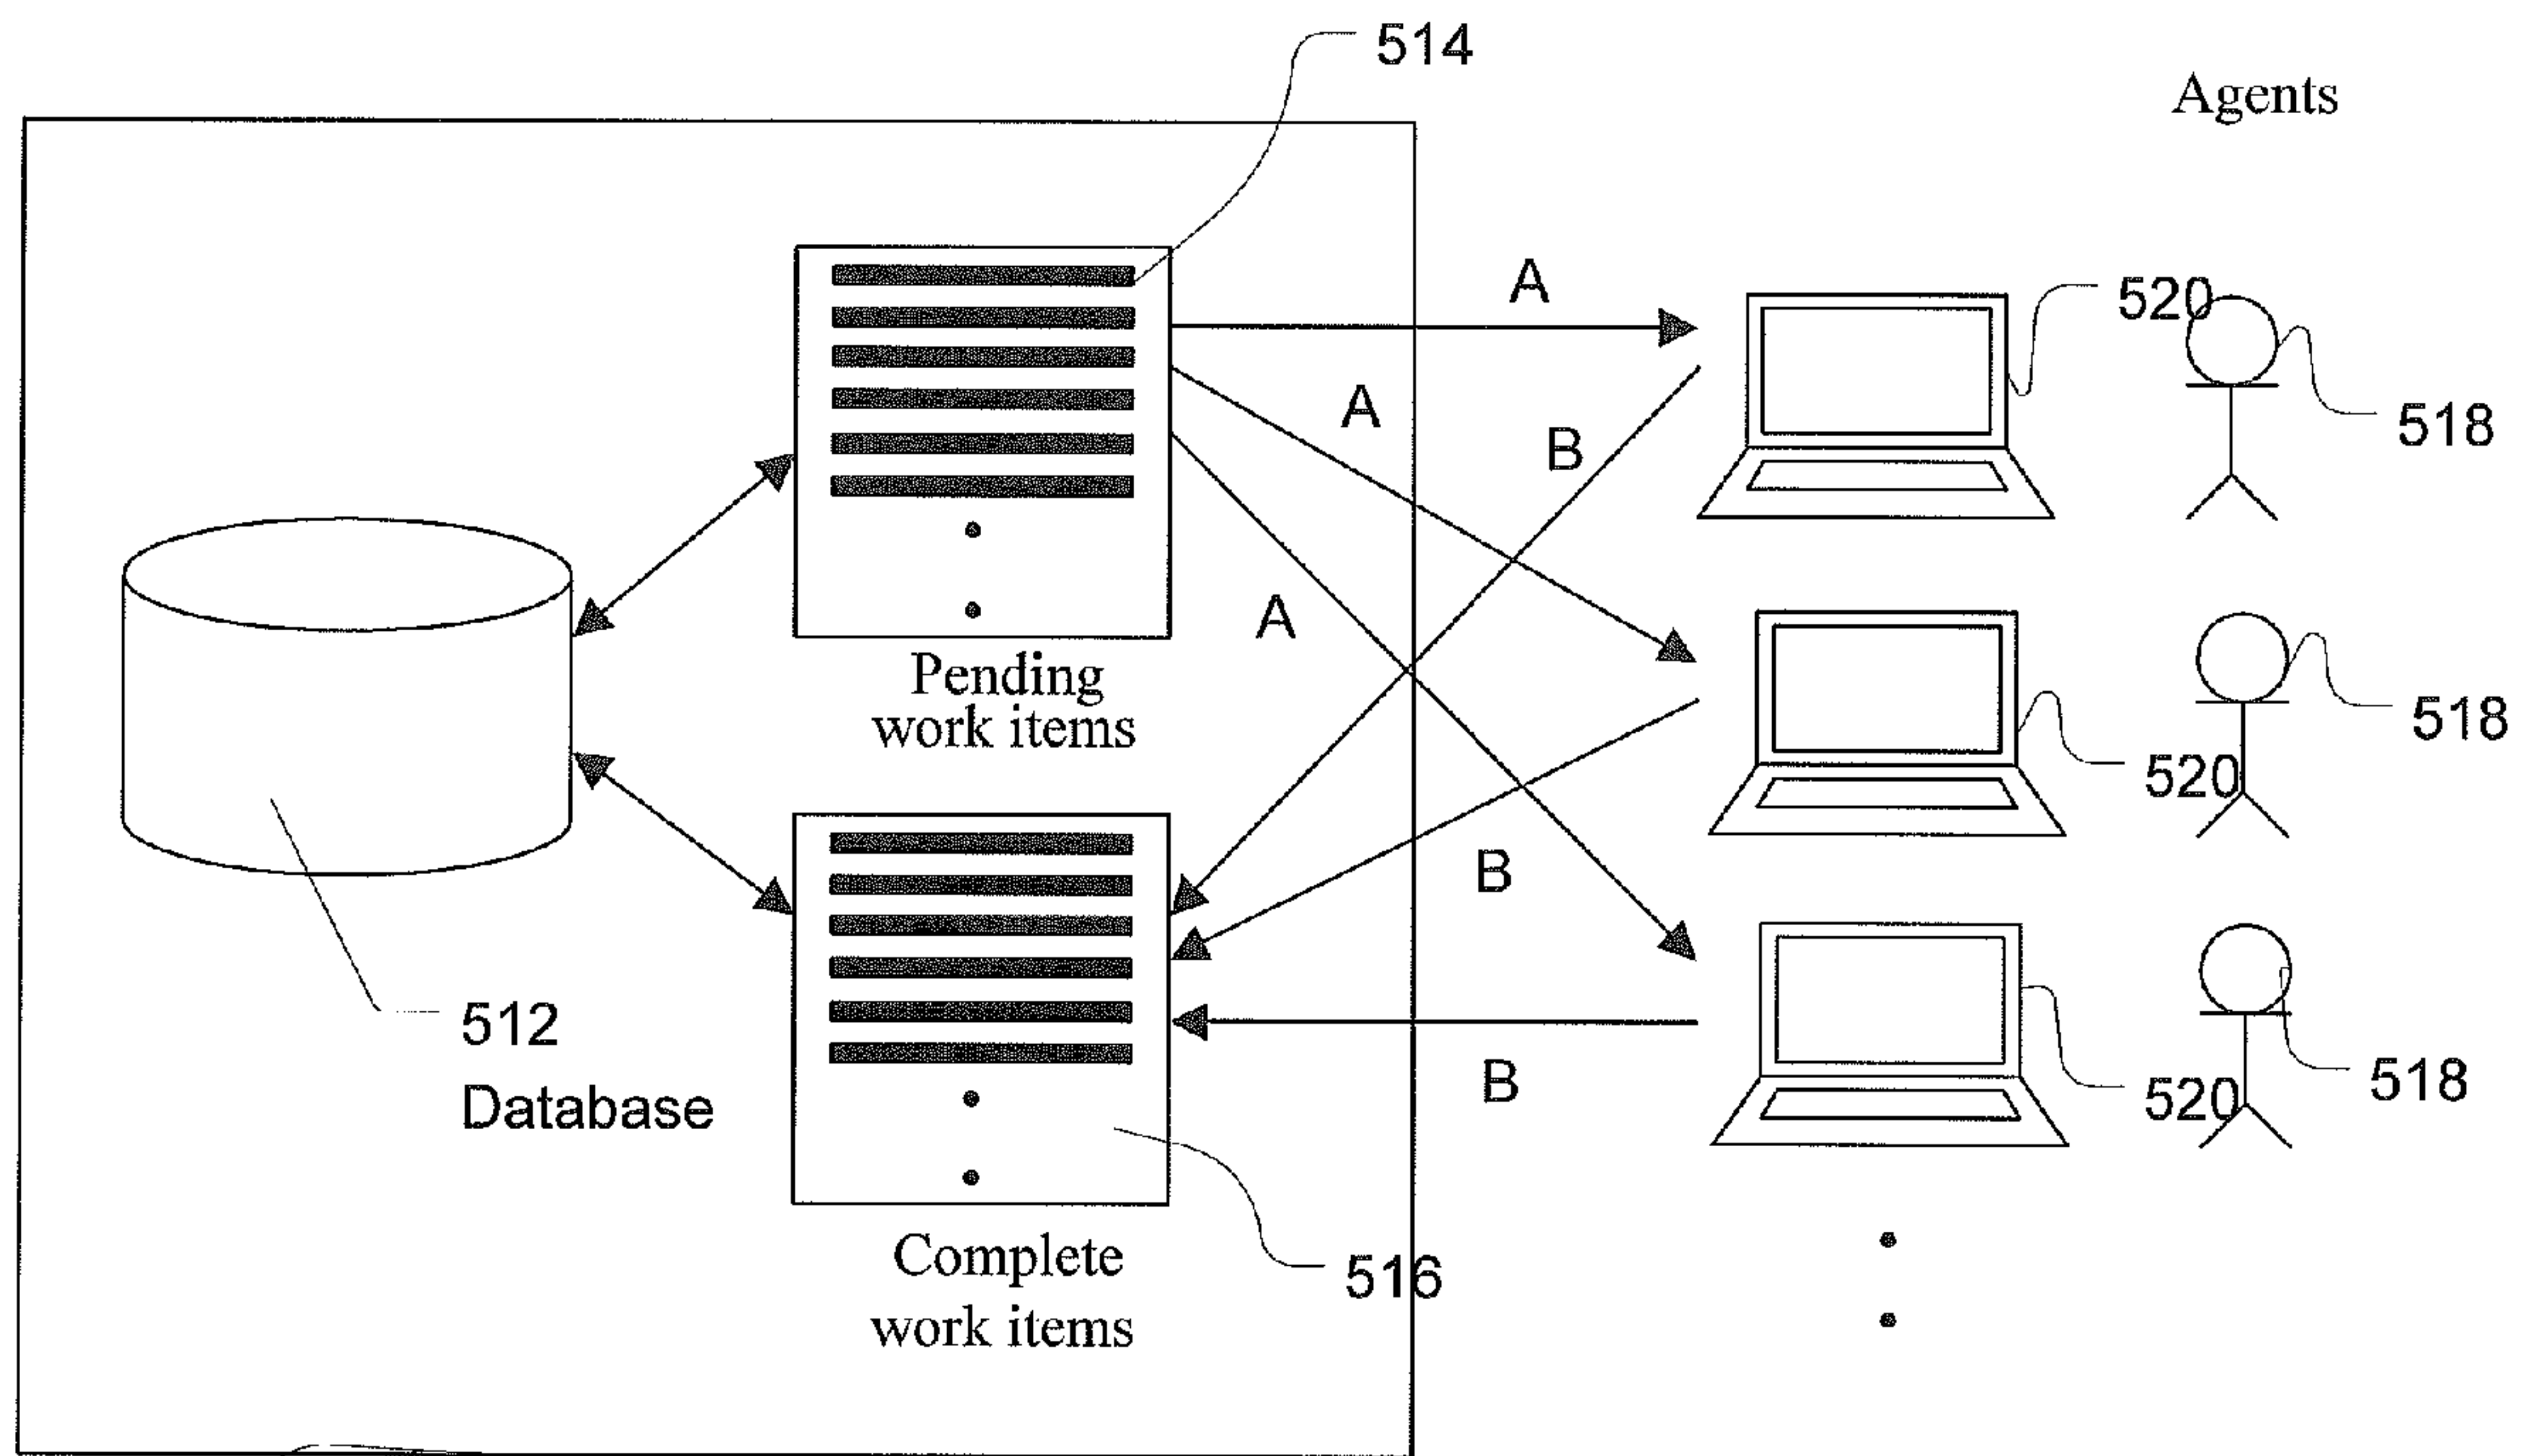 514
Agents
A
520
A
518
B
A
Pending
work items
518
520
B
512
Database
B
520
518
Complete
work items
516